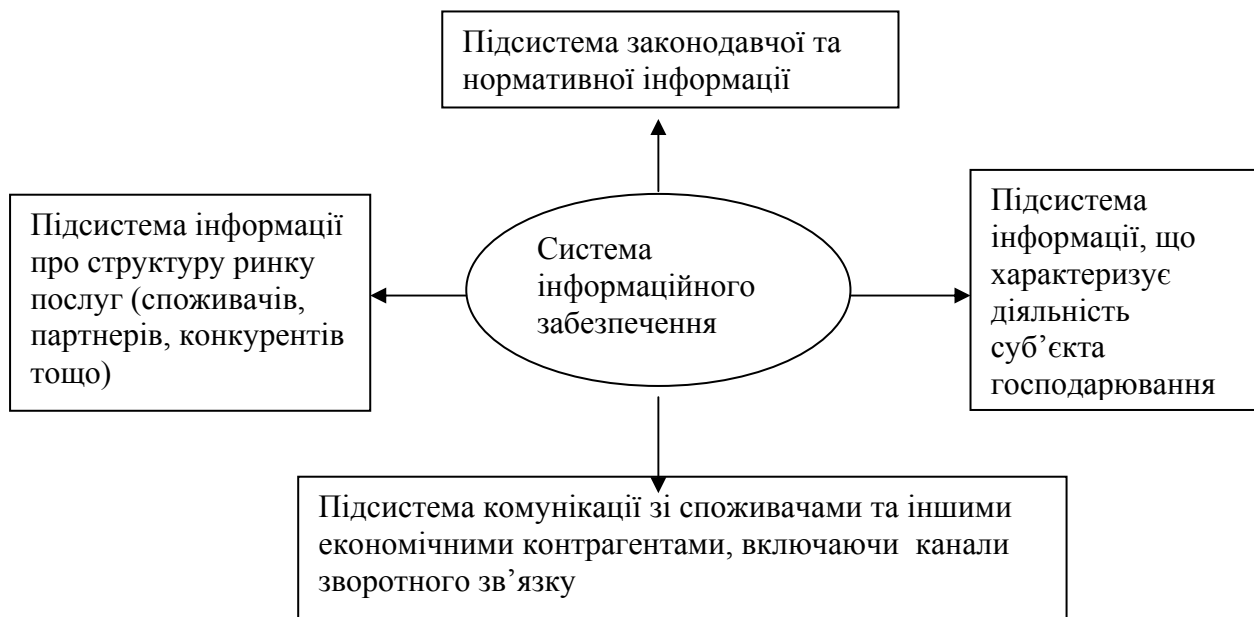 Підсистема законодавчої та
нормативної інформації
Підсистема інформації
про структуру ринку
послуг (споживачів,
партнерів, конкурентів
тощо)
Система
інформаційного
забезпечення
Підсистема
інформації, що
характеризує
діяльність
суб’єкта
господарювання
Підсистема комунікації зі споживачами та іншими
економічними контрагентами, включаючи канали
зворотного зв’язку